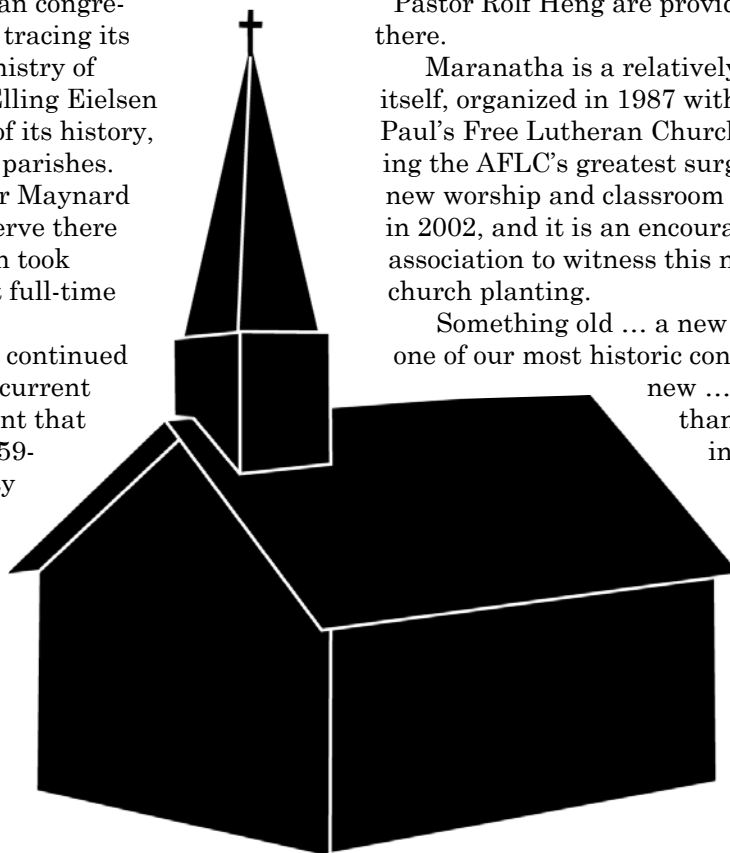 an congre-
tracing its
nistry of
Elling Eielsen
of its history,
parishes.
r Maynard
erve there
n took
t full-time
continued
current
nt that
59-
y
Pastor Rolf Heng are provid
there.
Maranatha is a relatively
itself, organized in 1987 with
Paul's Free Lutheran Church
ing the AFLC's greatest surg
new worship and classroom
in 2002, and it is an encoura
association to witness this n
church planting.
Something old … a new
one of our most historic con
new …
than
in